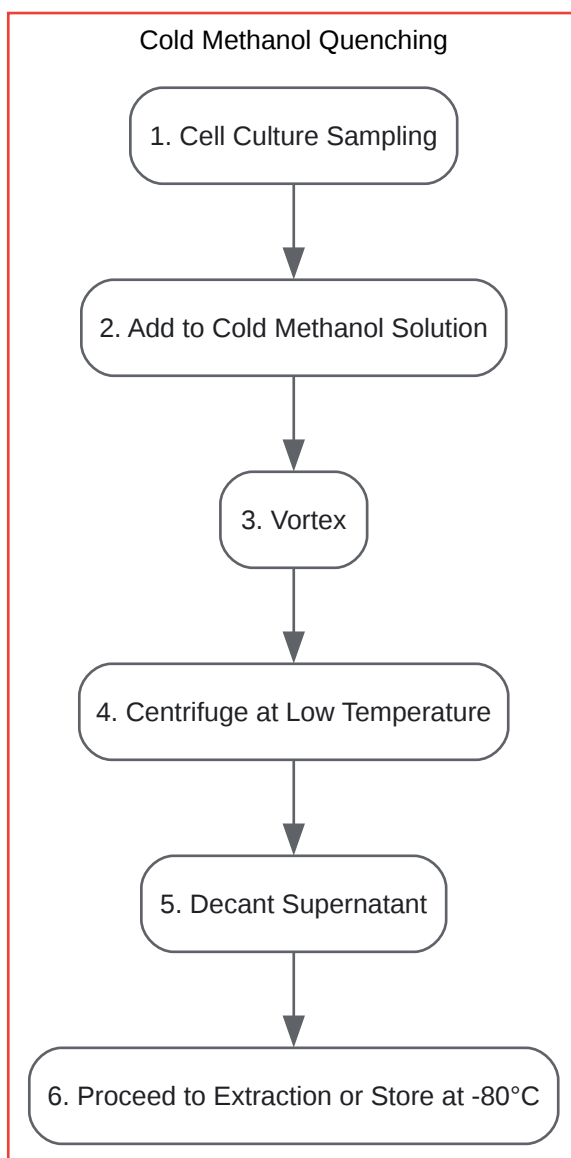 Cold Methanol Quenching
1. Cell Culture Sampling
2. Add to Cold Methanol Solution
3. Vortex
4. Centrifuge at Low Temperature
5. Decant Supernatant
6. Proceed to Extraction or Store at -80°C